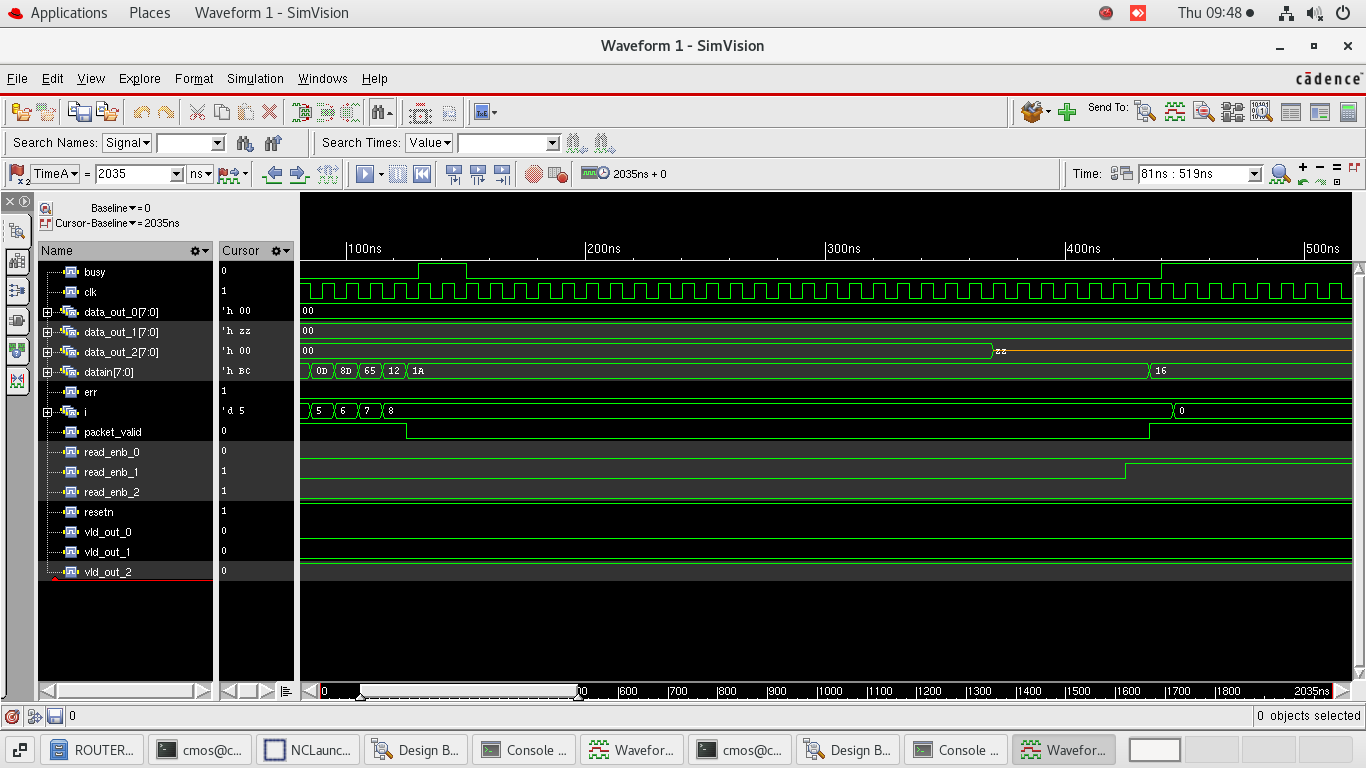 Applications Places Waveform 1 - SimVision Thu 09:48
Waveform 1 - SimVision
File Edit View Explore Format Simulation Windows Help cādence
Send To:
Search Names: Signal Search Times: Value
TimeA = 2035 ns 2035ns + 0 Time: 81ns : 519ns
Baseline = 0
Cursor-Baseline = 2035ns
Name Cursor 100ns 200ns 300ns 400ns 500ns
busy 0
clk 1
data_out_0[7:0] 'h 00 00
data_out_1[7:0] 'h zz 00
data_out_2[7:0] 'h 00 00 zz
datain[7:0] 'h BC 0D 8D 65 12 1A 16
err 1
i 'd 5 5 6 7 8 0
packet_valid 0
read_enb_0 0
read_enb_1 1
read_enb_2 1
resetn 1
vld_out_0 0
vld_out_1 0
vld_out_2 0
0 00 600 700 800 900 1000 1100 1200 1300 1400 1500 1600 1700 1800 2035ns
0 0 objects selected
ROUTER... cmos@c... NCLaunc... Design B... Console ... Wavefor... cmos@c... Design B... Console ... Wavefor...